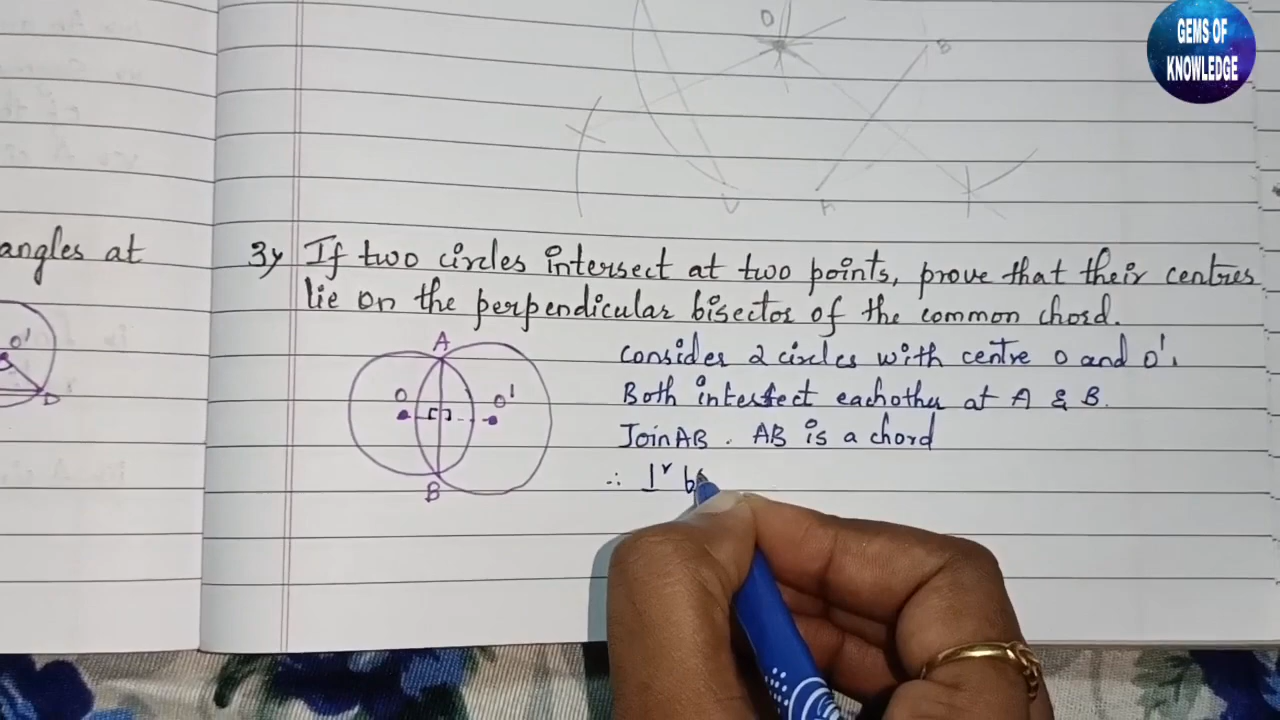 GEMS OF
KNOWLEDGE
O
B
angles at
3y If two circles intersect at two points, prove that their centres
lie on the perpendicular bisector of the common chord.
O'
D
A
O
O'
B
consider 2 circles with centre O and O'.
Both intersect eachother at A & B.
Join AB . AB is a chord
∴ ⊥r